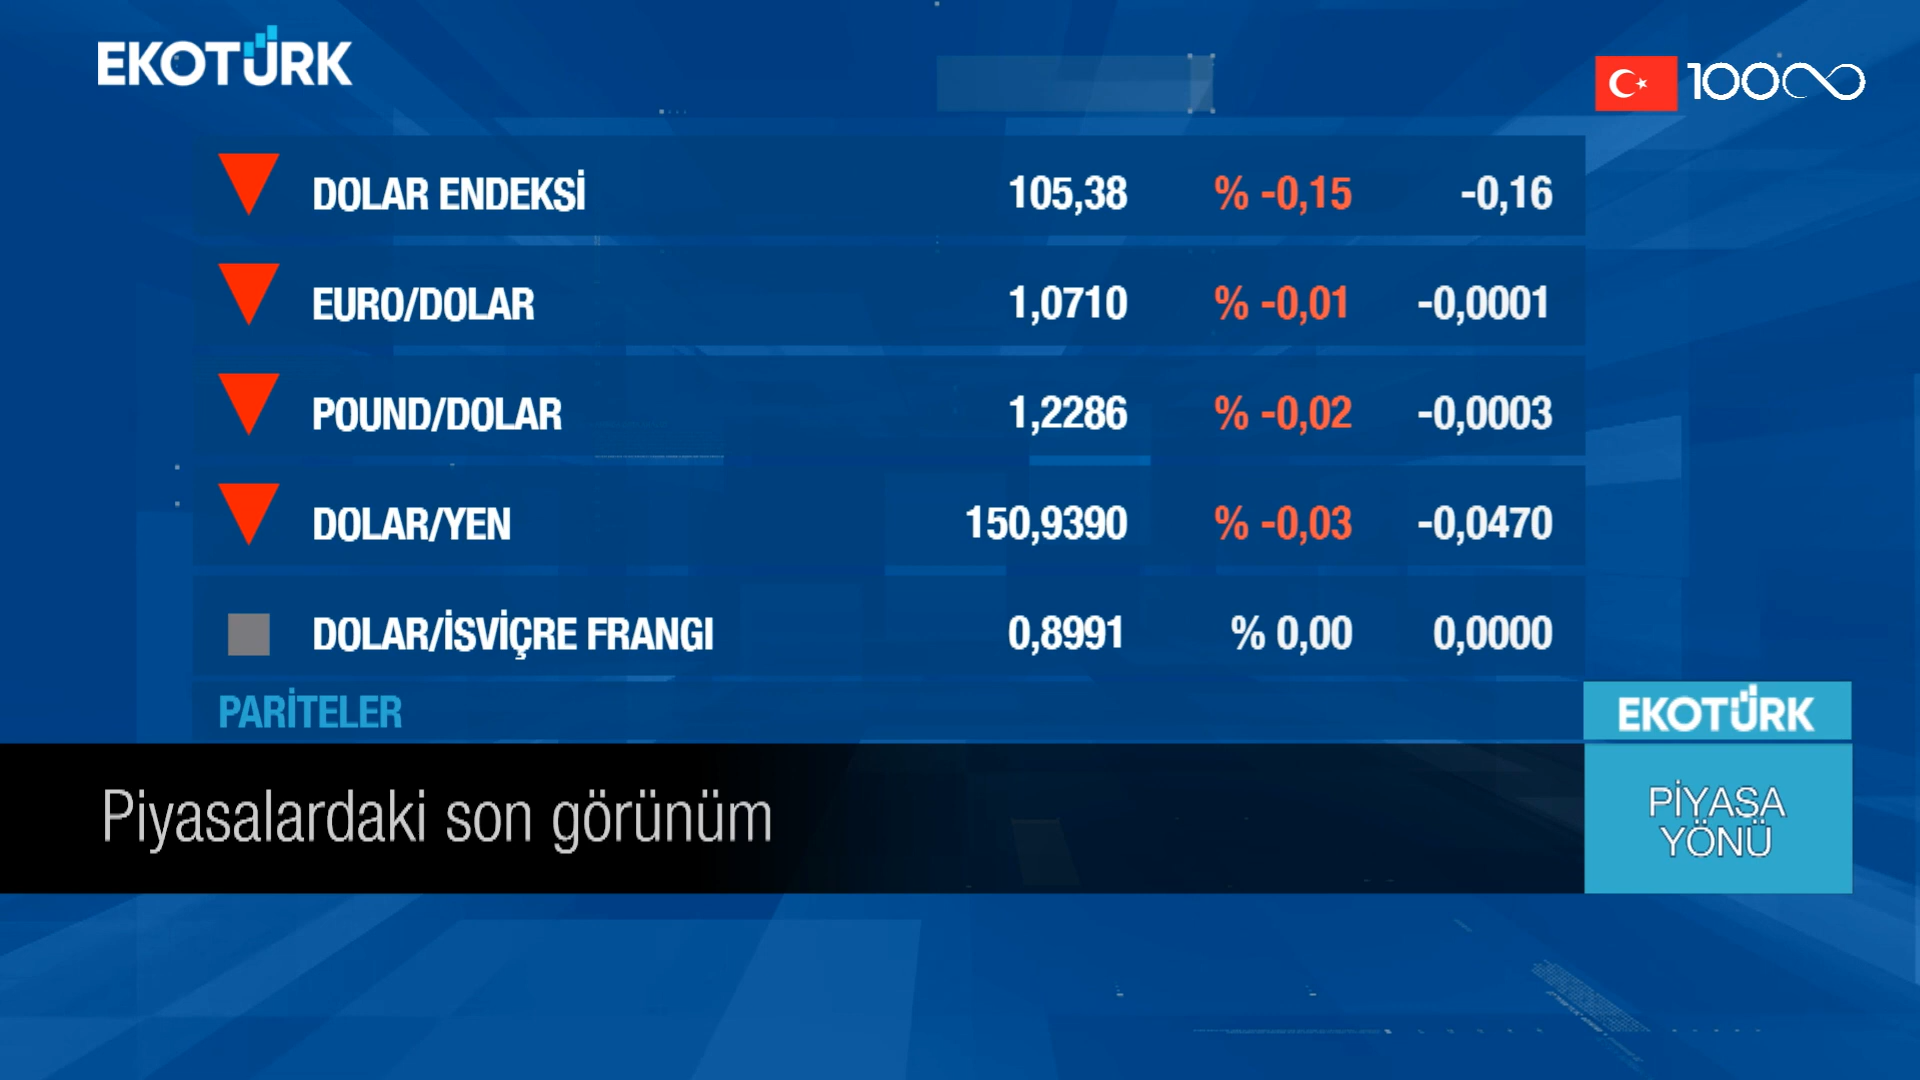 EKOTÜRK
100
DOLAR ENDEKSİ 105,38 % -0,15 -0,16
EURO/DOLAR 1,0710 % -0,01 -0,0001
POUND/DOLAR 1,2286 % -0,02 -0,0003
DOLAR/YEN 150,9390 % -0,03 -0,0470
DOLAR/İSVİÇRE FRANGI 0,8991 % 0,00 0,0000
PARİTELER
EKOTÜRK
Piyasalardaki son görünüm
PİYASA
YÖNÜ